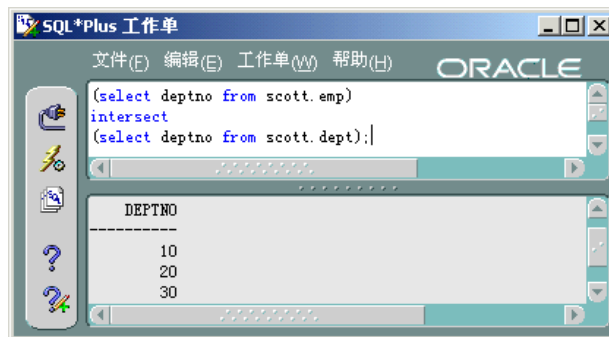 SQL*Plus 工作单
文件(F) 编辑(E) 工作单(W) 帮助(H)
ORACLE
(select deptno from scott.emp)
intersect
(select deptno from scott.dept);
DEPTNO
----------
10
20
30